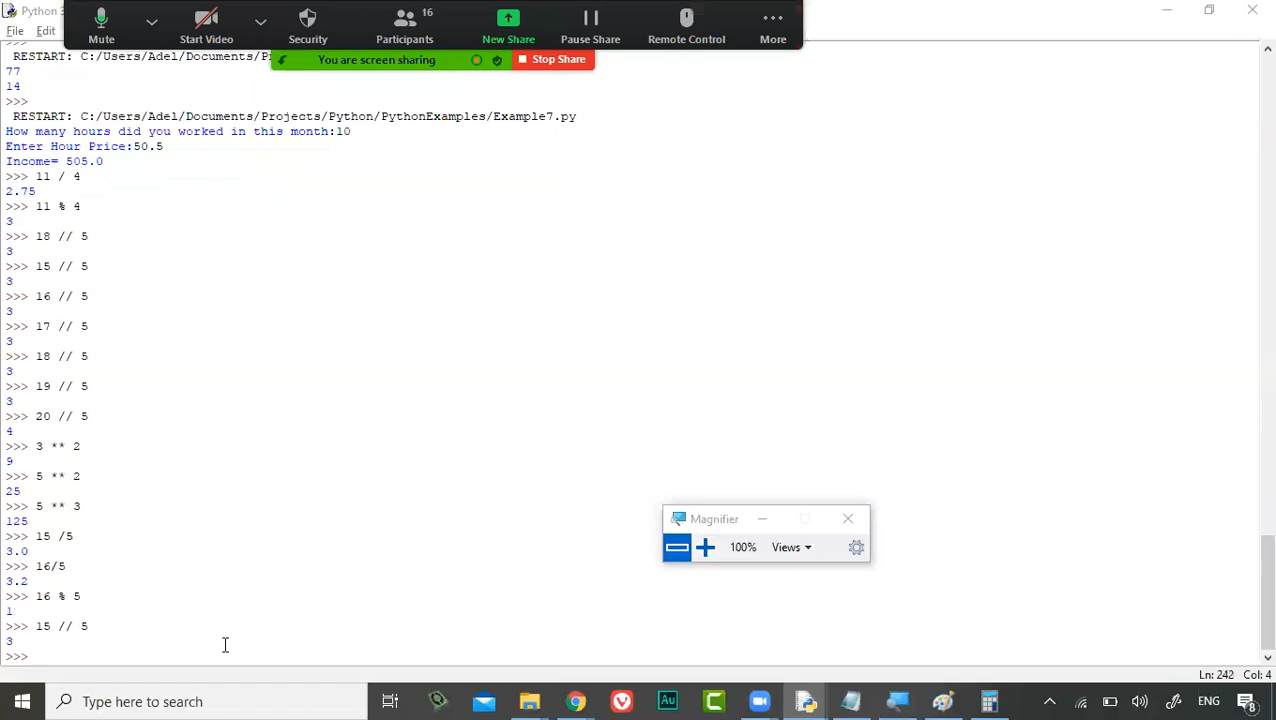 Python 3
File Edit
Mute
Start Video
Security
Participants
16
New Share
Pause Share
Remote Control
More
You are screen sharing
Stop Share
>>>
RESTART: C:/Users/Adel/Documents/P
77
14
>>>
RESTART: C:/Users/Adel/Documents/Projects/Python/PythonExamples/Example7.py
How many hours did you worked in this month:10
Enter Hour Price:50.5
Income= 505.0
>>> 11 / 4
2.75
>>> 11 % 4
3
>>> 18 // 5
3
>>> 15 // 5
3
>>> 16 // 5
3
>>> 17 // 5
3
>>> 18 // 5
3
>>> 19 // 5
3
>>> 20 // 5
4
>>> 3 ** 2
9
>>> 5 ** 2
25
>>> 5 ** 3
125
>>> 15 /5
3.0
>>> 16/5
3.2
>>> 16 % 5
1
>>> 15 // 5
3
>>>
Magnifier
100% Views
Ln: 242 Col: 4
Type here to search
Au
ENG
8